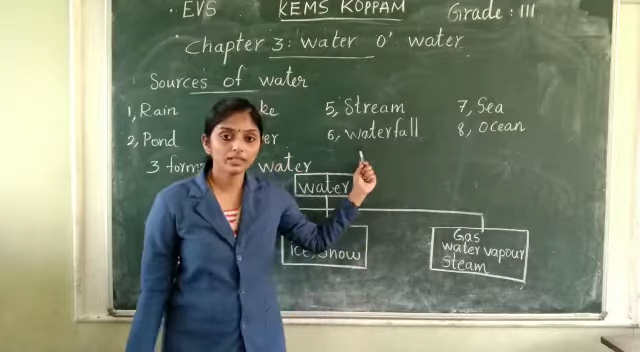 EVS KEMS KOPPAM Grade: III
Chapter 3: Water O' water
Sources of water
1, Rain 5, Stream 7, Sea
2, Pond 6, Waterfall 8, Ocean
3 water
water
ice, Snow
Gas
water vapour
Steam